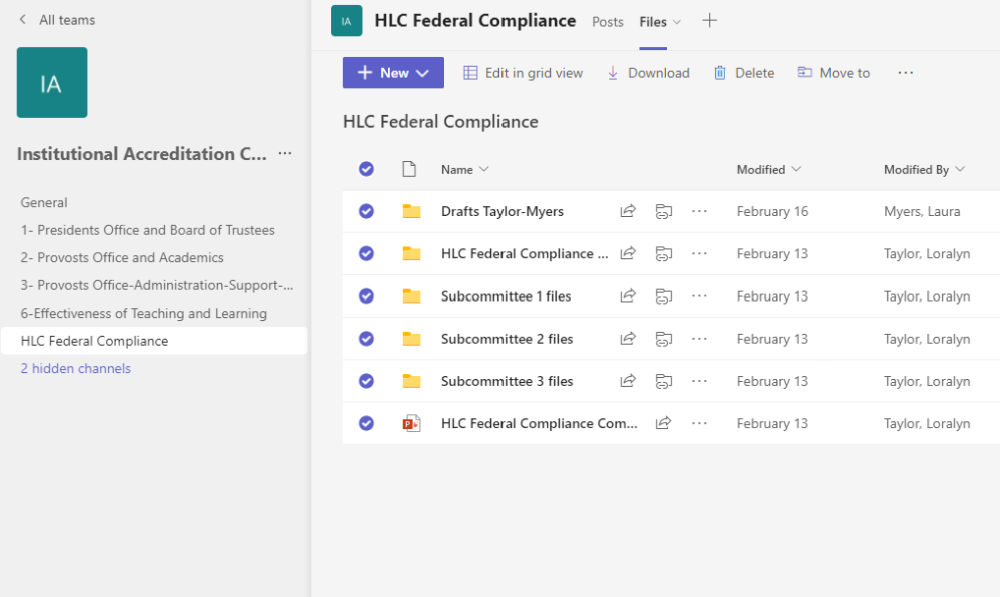 All teams
IA
Institutional Accreditation C... ...
General
1- Presidents Office and Board of Trustees
2- Provosts Office and Academics
3- Provosts Office-Administration-Support-...
6-Effectiveness of Teaching and Learning
HLC Federal Compliance
2 hidden channels
IA HLC Federal Compliance Posts Files
New Edit in grid view Download Delete Move to ...
HLC Federal Compliance
Name Modified Modified By
Drafts Taylor-Myers ... February 16 Myers, Laura
HLC Federal Compliance ... ... February 13 Taylor, Loralyn
Subcommittee 1 files ... February 13 Taylor, Loralyn
Subcommittee 2 files ... February 13 Taylor, Loralyn
Subcommittee 3 files ... February 13 Taylor, Loralyn
P HLC Federal Compliance Com... ... February 13 Taylor, Loralyn